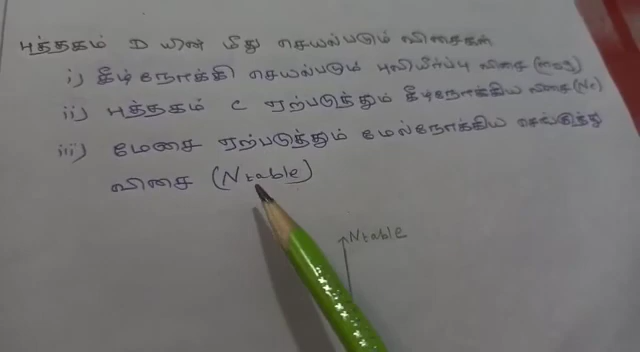 புத்தகம் D யின் மீது செயல்படும் விசைகள்
i) கீழ்நோக்கி செயல்படும் புவியீர்ப்பு விசை (mDg)
ii) புத்தகம் C ஏற்படுத்தும் கீழ்நோக்கிய விசை (Nc)
iii) மேசை ஏற்படுத்தும் மேல்நோக்கிய செங்குத்து
விசை (Ntable)
Ntable